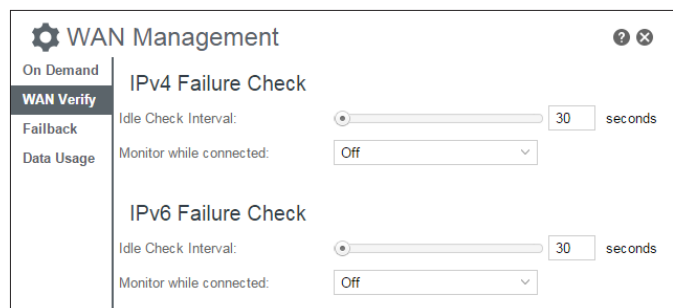 WAN Management
On Demand
WAN Verify
Failback
Data Usage
IPv4 Failure Check
Idle Check Interval: 30 seconds
Monitor while connected: Off
IPv6 Failure Check
Idle Check Interval: 30 seconds
Monitor while connected: Off